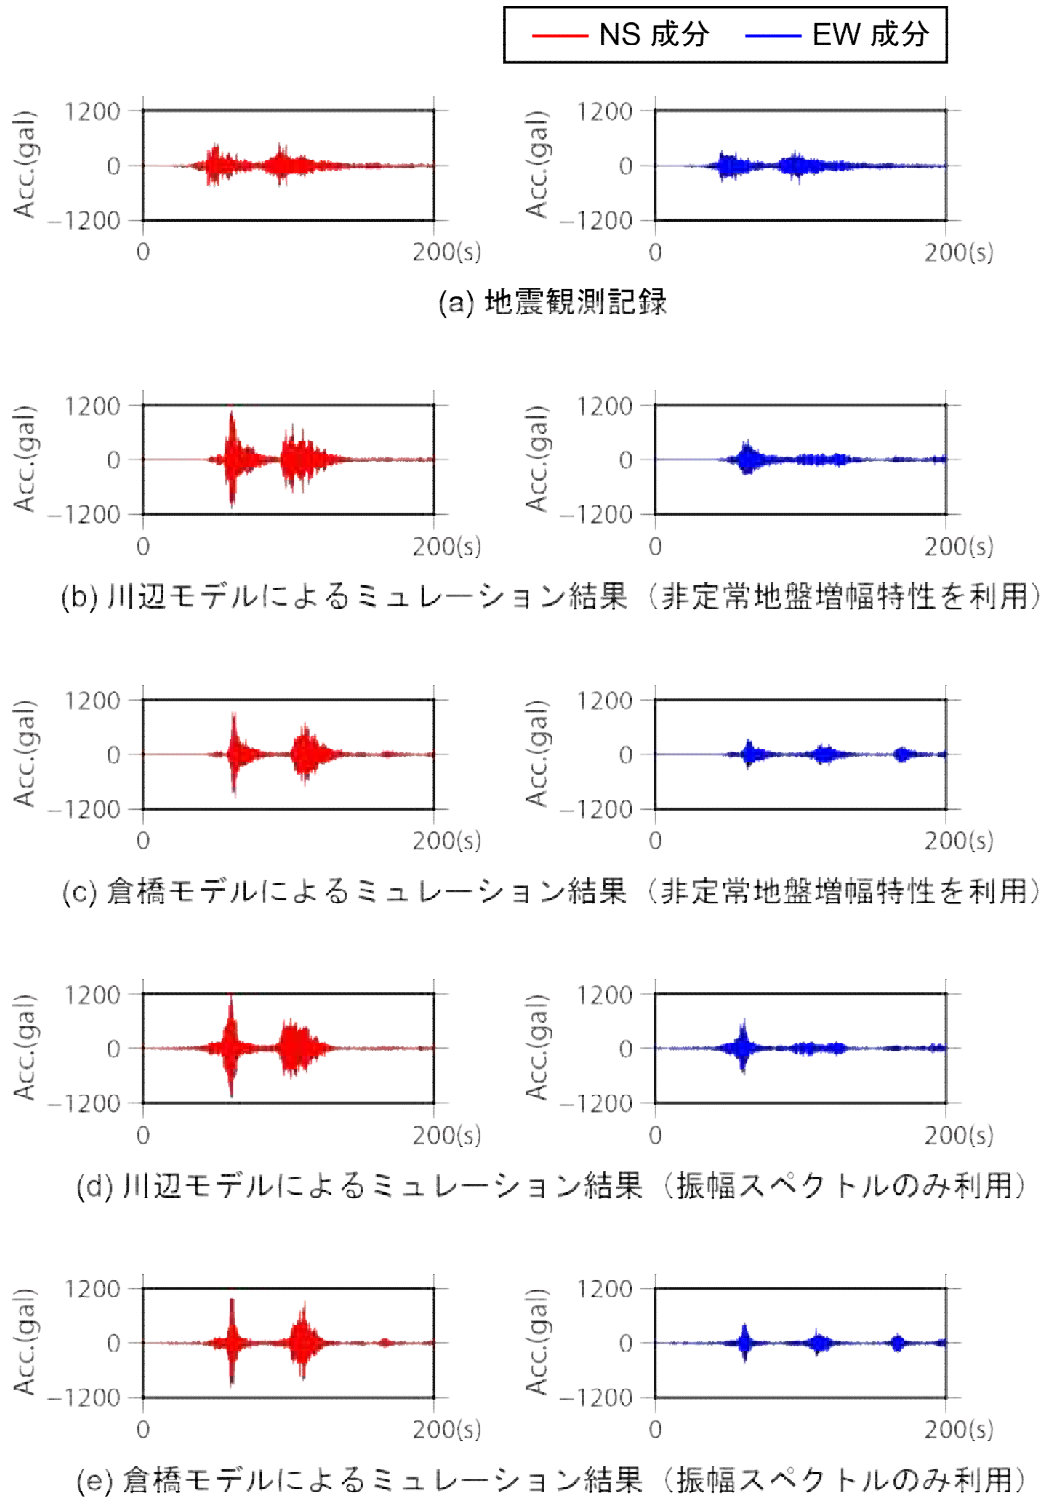 NS 成分 EW 成分
Acc.(gal) 1200 0 −1200 0 200(s)
Acc.(gal) 1200 0 −1200 0 200(s)
(a) 地震観測記録
Acc.(gal) 1200 0 −1200 0 200(s)
Acc.(gal) 1200 0 −1200 0 200(s)
(b) 川辺モデルによるミュレーション結果（非定常地盤増幅特性を利用）
Acc.(gal) 1200 0 −1200 0 200(s)
Acc.(gal) 1200 0 −1200 0 200(s)
(c) 倉橋モデルによるミュレーション結果（非定常地盤増幅特性を利用）
Acc.(gal) 1200 0 −1200 0 200(s)
Acc.(gal) 1200 0 −1200 0 200(s)
(d) 川辺モデルによるミュレーション結果（振幅スペクトルのみ利用）
Acc.(gal) 1200 0 −1200 0 200(s)
Acc.(gal) 1200 0 −1200 0 200(s)
(e) 倉橋モデルによるミュレーション結果（振幅スペクトルのみ利用）